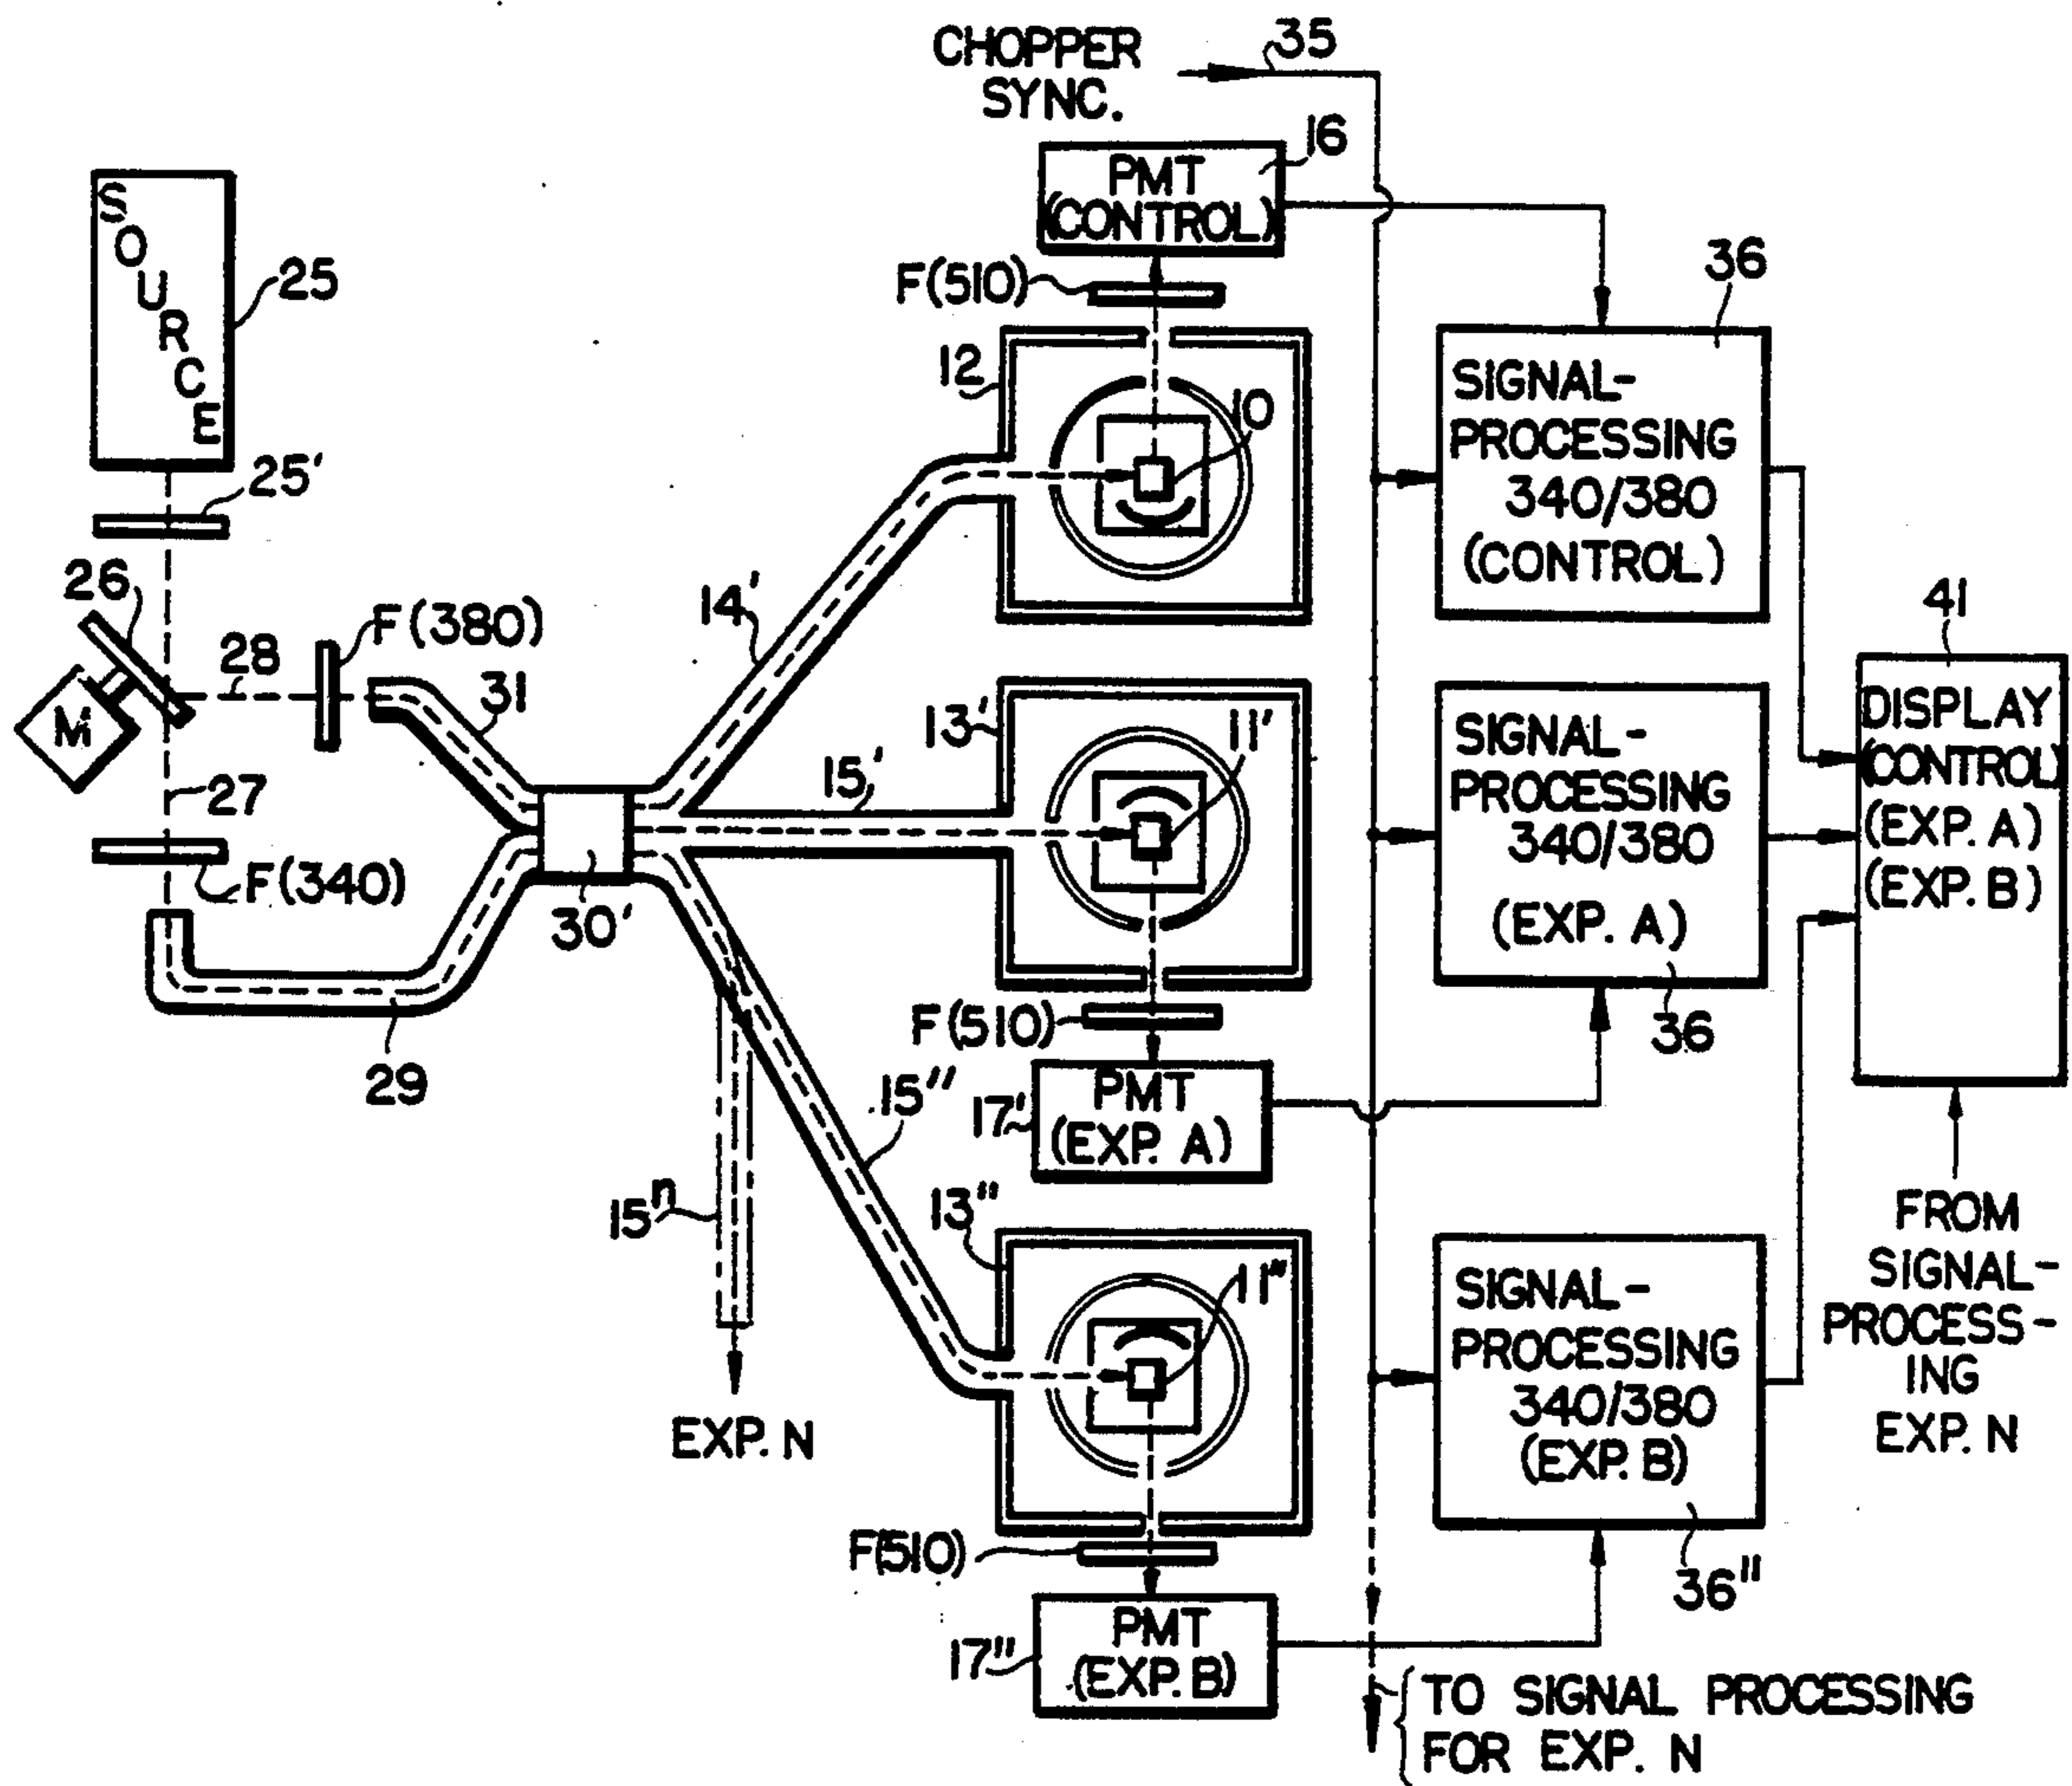 CHOPPER
SYNC.
35
16
PMT
(CONTROL)
F(510)
SOURCE
25
25'
26
F(380)
28
M
31
27
F(340)
29
30'
14'
15'
15"
15n
EXP. N
12
10
13'
11'
F(510)
17'
PMT
(EXP. A)
13"
11"
F(510)
17"
PMT
(EXP. B)
36
SIGNAL-
PROCESSING
340/380
(CONTROL)
SIGNAL-
PROCESSING
340/380
(EXP. A)
36
SIGNAL-
PROCESSING
340/380
(EXP. B)
36"
41
DISPLAY
(CONTROL)
(EXP. A)
(EXP. B)
FROM
SIGNAL-
PROCESS-
ING
EXP. N
TO SIGNAL PROCESSING
FOR EXP. N